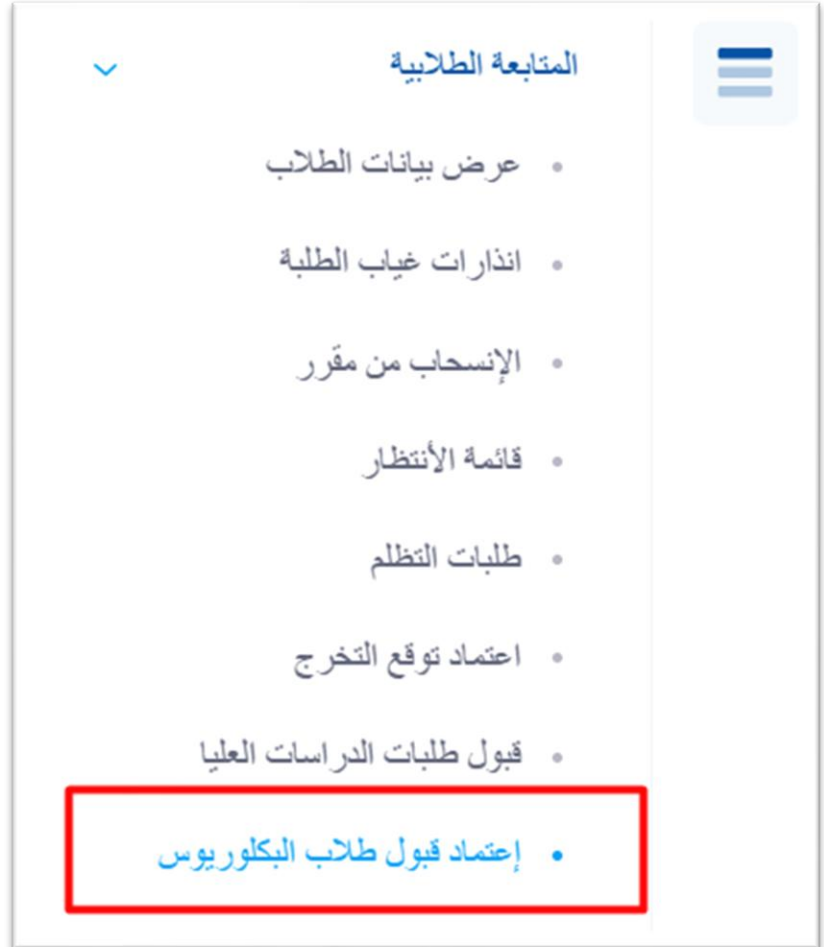 المتابعة الطلابية
عرض بيانات الطلاب
انذارات غياب الطلبة
الإنسحاب من مقرر
قائمة الأنتظار
طلبات التظلم
اعتماد توقع التخرج
قبول طلبات الدراسات العليا
إعتماد قبول طلاب البكلوريوس